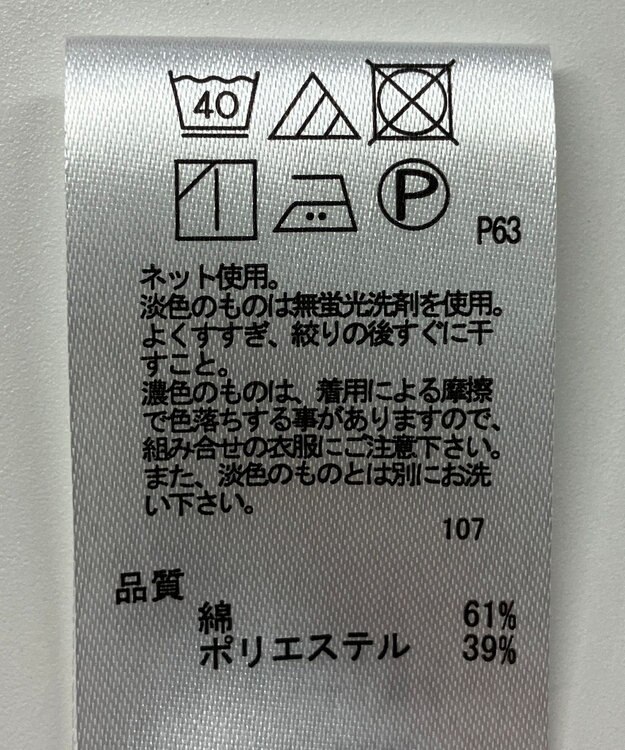 40
P
P63
ネット使用。
淡色のものは無蛍光洗剤を使用。
よくすすぎ、絞りの後すぐに干
すこと。
濃色のものは、着用による摩擦
で色落ちする事がありますので、
組み合せの衣服にご注意下さい。
また、淡色のものとは別にお洗
い下さい。
107
品質
綿 61%
ポリエステル 39%